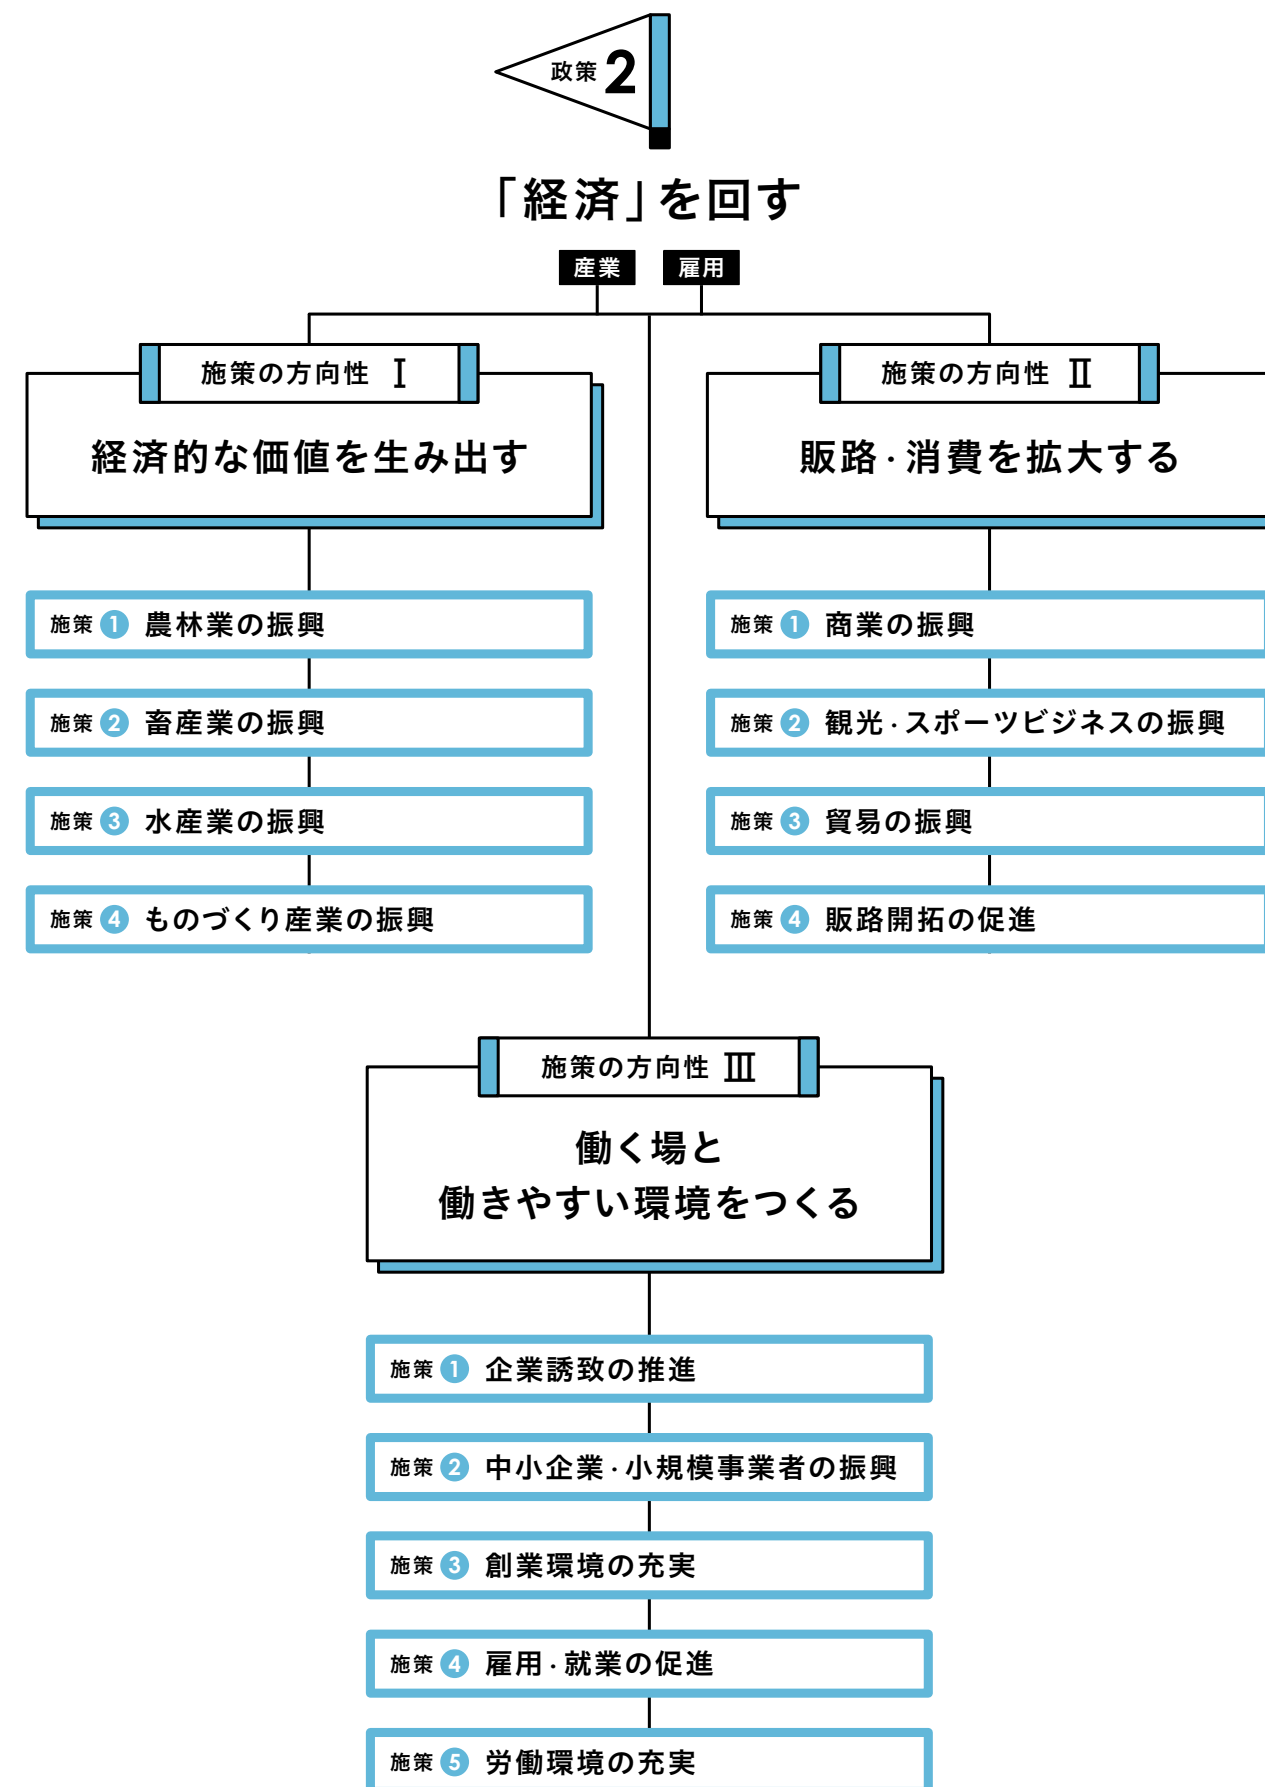 政策 2
「経済」を回す
産業 雇用
施策の方向性 Ⅰ
経済的な価値を生み出す
施策 1 農林業の振興
施策 2 畜産業の振興
施策 3 水産業の振興
施策 4 ものづくり産業の振興
施策の方向性 Ⅱ
販路・消費を拡大する
施策 1 商業の振興
施策 2 観光・スポーツビジネスの振興
施策 3 貿易の振興
施策 4 販路開拓の促進
施策の方向性 Ⅲ
働く場と
働きやすい環境をつくる
施策 1 企業誘致の推進
施策 2 中小企業・小規模事業者の振興
施策 3 創業環境の充実
施策 4 雇用・就業の促進
施策 5 労働環境の充実